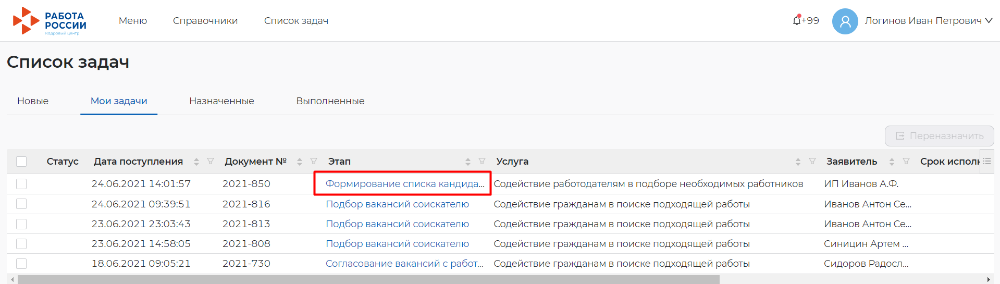 РАБОТА
РОССИИ
Кадровый центр
Меню Справочники Список задач +99 Логинов Иван Петрович
Список задач
Новые Мои задачи Назначенные Выполненные
Переназначить
Статус Дата поступления Документ № Этап Услуга Заявитель Срок исполн
24.06.2021 14:01:57 2021-850 Формирование списка кандида... Содействие работодателям в подборе необходимых работников ИП Иванов А.Ф.
24.06.2021 09:39:51 2021-816 Подбор вакансий соискателю Содействие гражданам в поиске подходящей работы Иванов Антон Се...
23.06.2021 23:03:43 2021-813 Подбор вакансий соискателю Содействие гражданам в поиске подходящей работы Иванов Антон Се...
23.06.2021 14:58:05 2021-808 Подбор вакансий соискателю Содействие гражданам в поиске подходящей работы Синицин Артем ...
18.06.2021 09:05:21 2021-730 Согласование вакансий с работ... Содействие гражданам в поиске подходящей работы Сидоров Радосл...